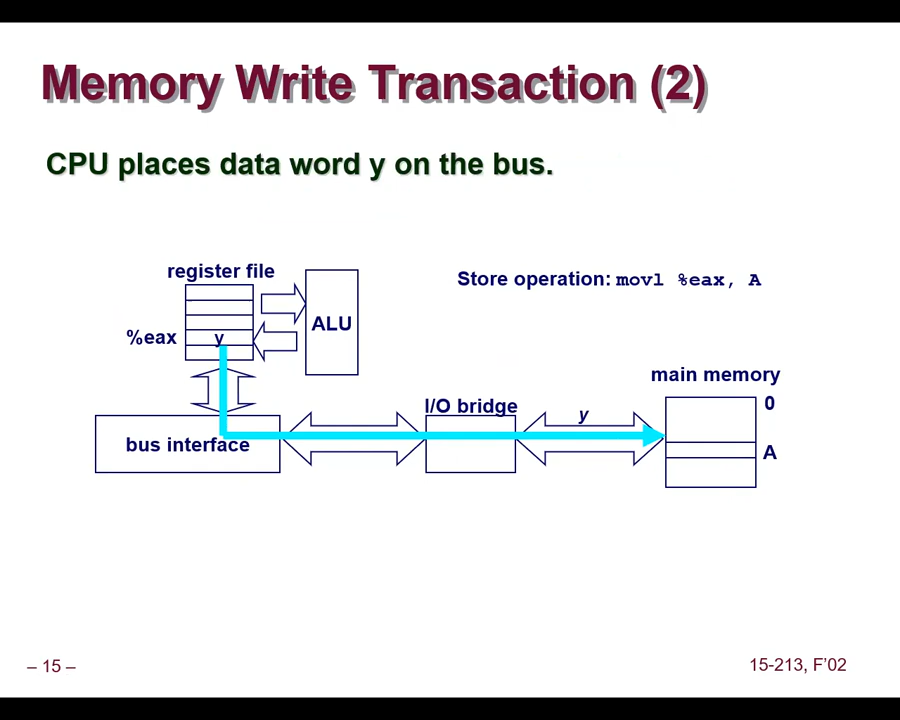 Memory Write Transaction (2)
CPU places data word y on the bus.
register file
Store operation: movl %eax, A
ALU
%eax
y
main memory
0
I/O bridge
y
bus interface
A
– 15 –
15-213, F’02